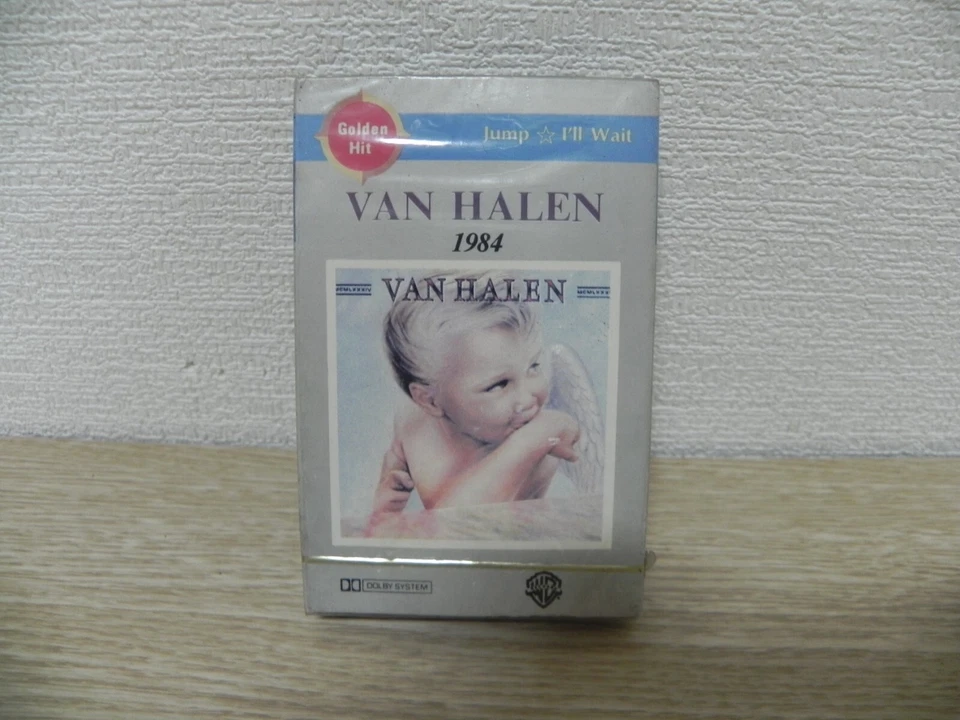 Golden
Hit
Jump ☆ I'll Wait
VAN HALEN
1984
MCMLXXXIV VAN HALEN MCMLXXXIV
DOLBY SYSTEM